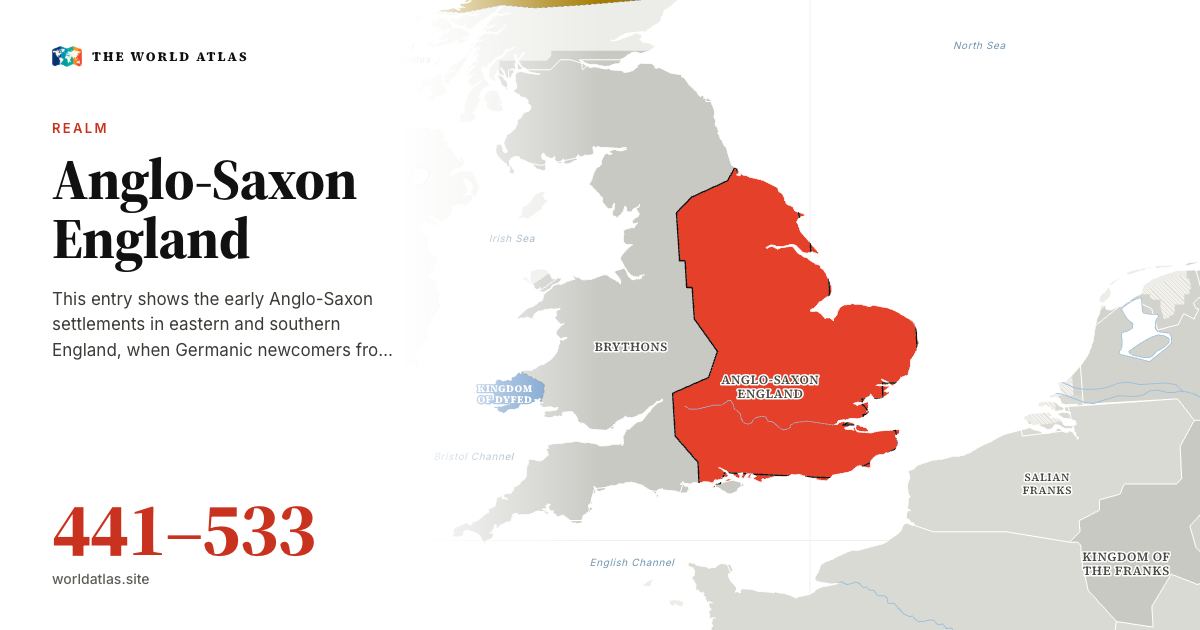 THE WORLD ATLAS
REALM
Anglo-Saxon
England
This entry shows the early Anglo-Saxon
settlements in eastern and southern
England, when Germanic newcomers fro...
441–533
worldatlas.site
North Sea
Irish Sea
BRYTHONS
KINGDOM
OF DYFED
ANGLO-SAXON
ENGLAND
Bristol Channel
SALIAN
FRANKS
English Channel
KINGDOM OF
THE FRANKS